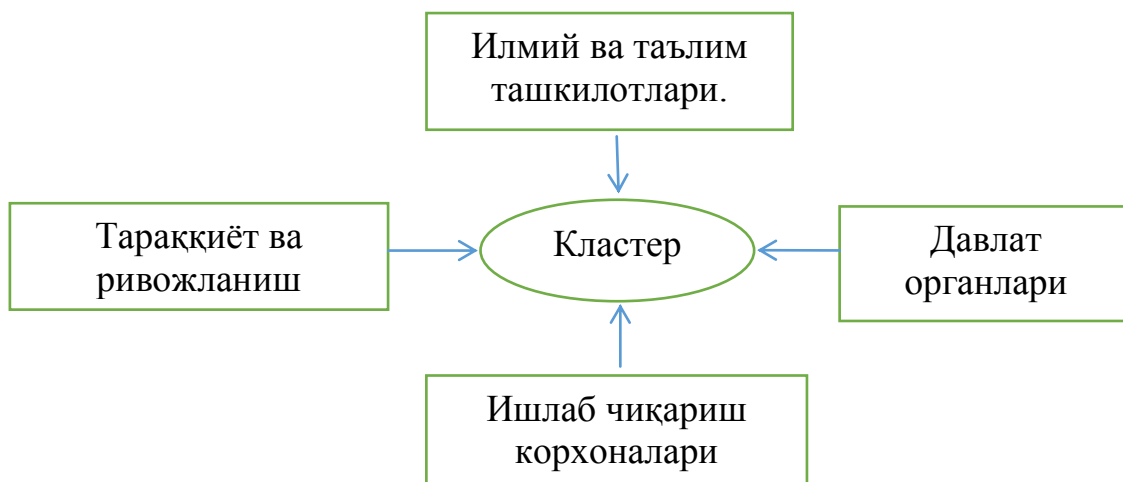 Илмий ва таълим
ташкилотлари.
Тараққиёт ва
ривожланиш
Кластер
Давлат
органлари
Ишлаб чиқариш
корхоналари